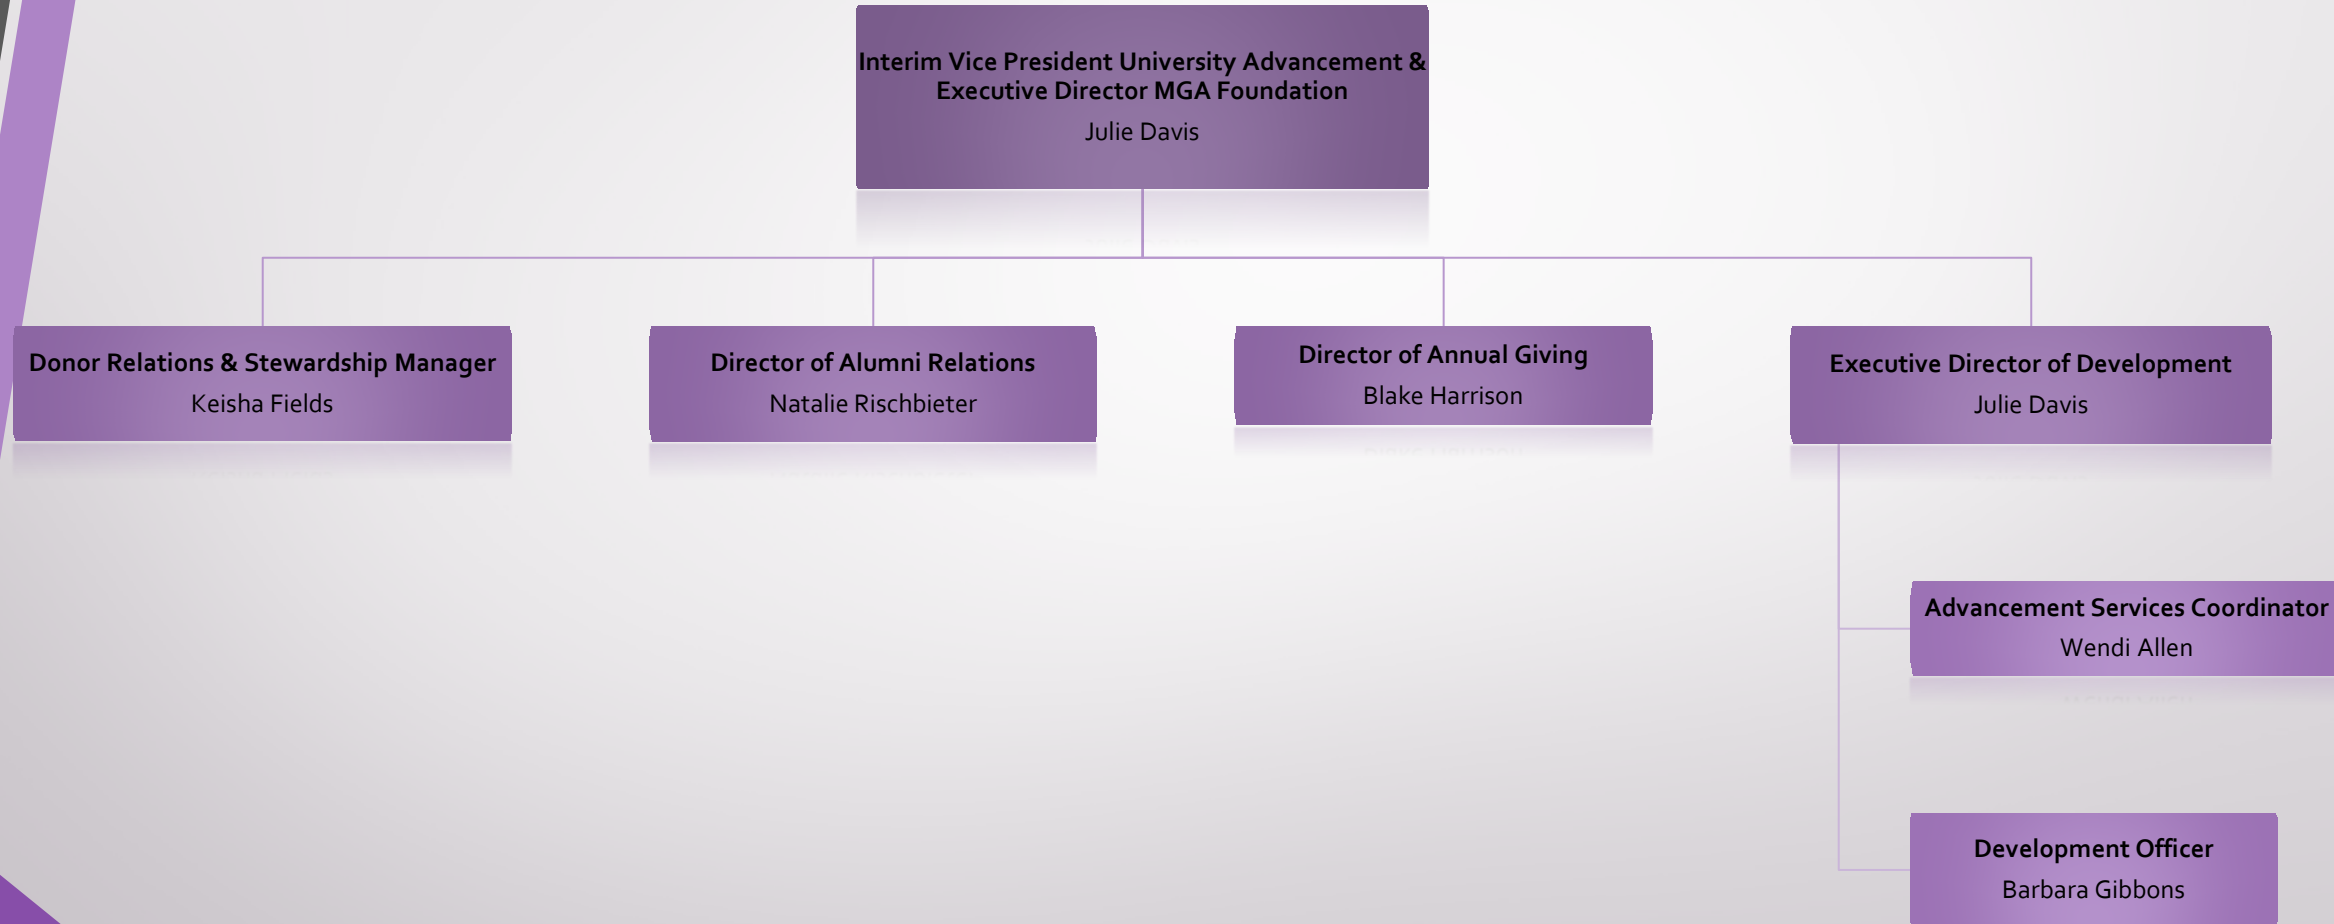 Interim Vice President University Advancement &
Executive Director MGA Foundation
Julie Davis
Donor Relations & Stewardship Manager
Keisha Fields
Director of Alumni Relations
Natalie Rischbieter
Director of Annual Giving
Blake Harrison
Executive Director of Development
Julie Davis
Advancement Services Coordinator
Wendi Allen
Development Officer
Barbara Gibbons